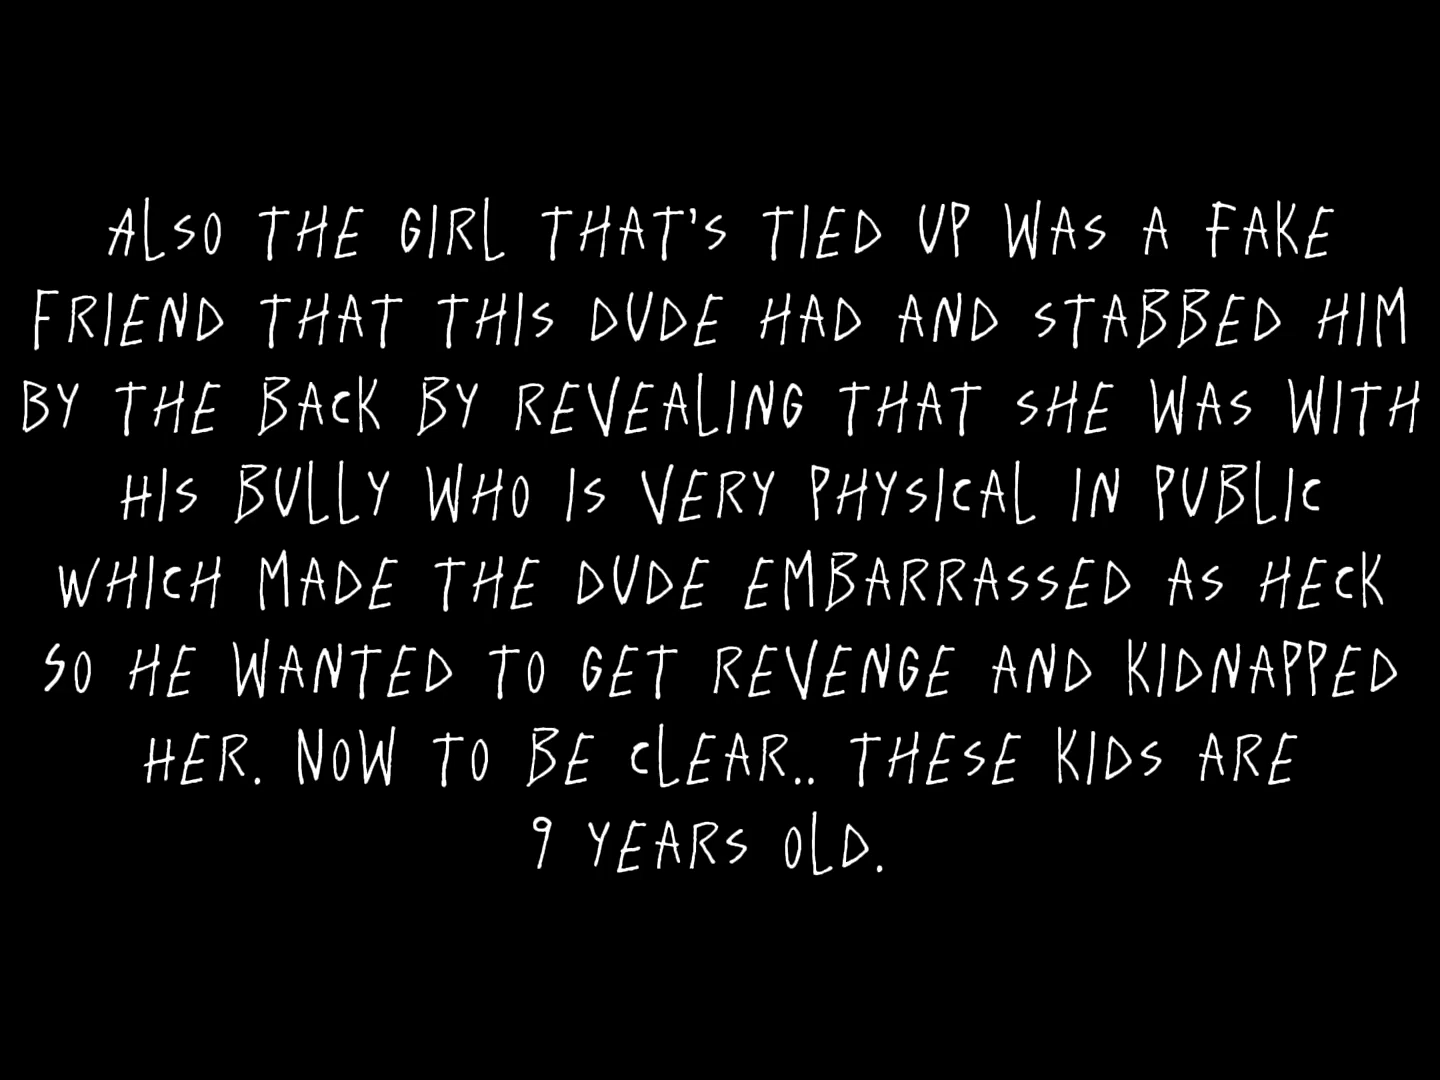 ALSO THE GIRL THAT'S TIED UP WAS A FAKE
FRIEND THAT THIS DUDE HAD AND STABBED HIM
BY THE BACK BY REVEALING THAT SHE WAS WITH
HIS BULLY WHO IS VERY PHYSICAL IN PUBLIC
WHICH MADE THE DUDE EMBARRASSED AS HECK
SO HE WANTED TO GET REVENGE AND KIDNAPPED
HER. NOW TO BE CLEAR.. THESE KIDS ARE
9 YEARS OLD.